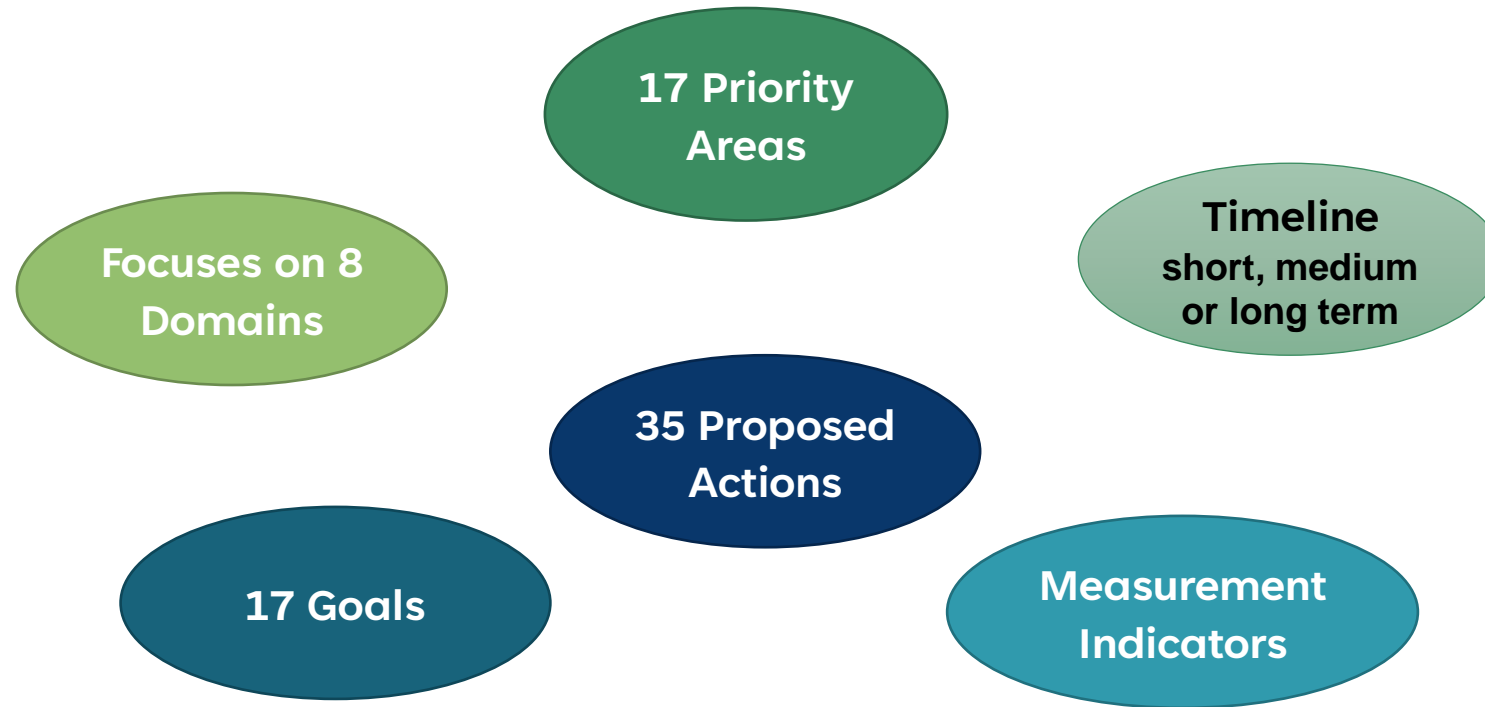 17 Priority
Areas
Focuses on 8
Domains
Timeline
short, medium
or long term
35 Proposed
Actions
17 Goals
Measurement
Indicators